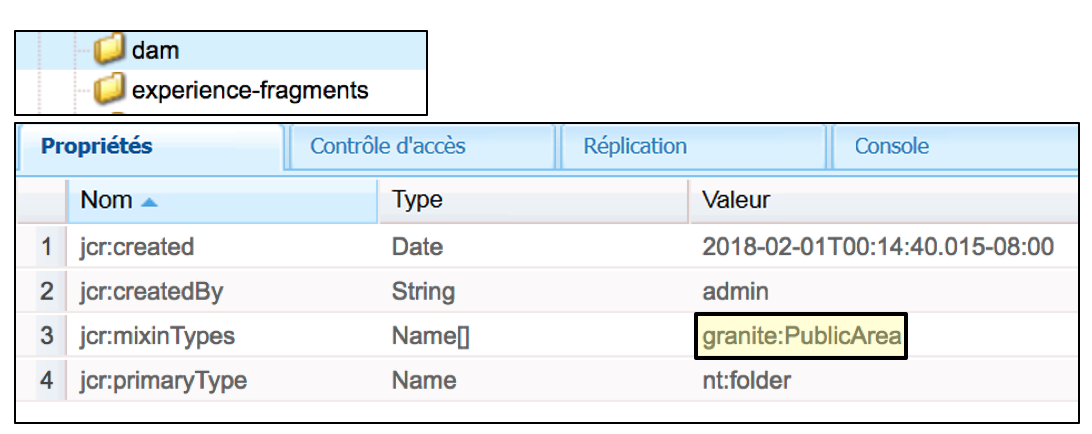 dam
experience-fragments
Propriétés Contrôle d'accès Réplication Console
Nom Type Valeur
1 jcr:created Date 2018-02-01T00:14:40.015-08:00
2 jcr:createdBy String admin
3 jcr:mixinTypes Name[] granite:PublicArea
4 jcr:primaryType Name nt:folder